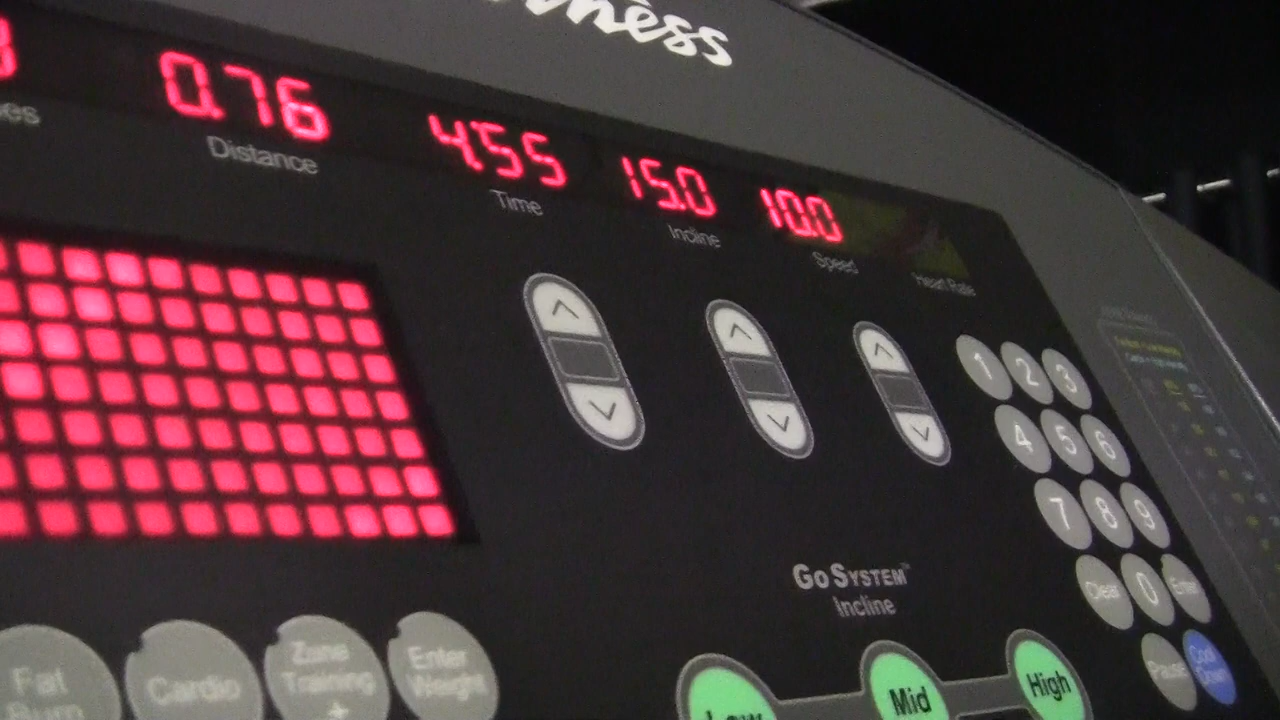 0.76
4:55
15.0
10.0
Distance
Time
Incline
Speed
Heart Rate
1 2 3
4 5 6
7 8 9
Clear 0 Enter
Pause Cool Down
GO SYSTEM™
Incline
Low Mid High
Fat Burn
Cardio
Zone Training +
Enter Weight